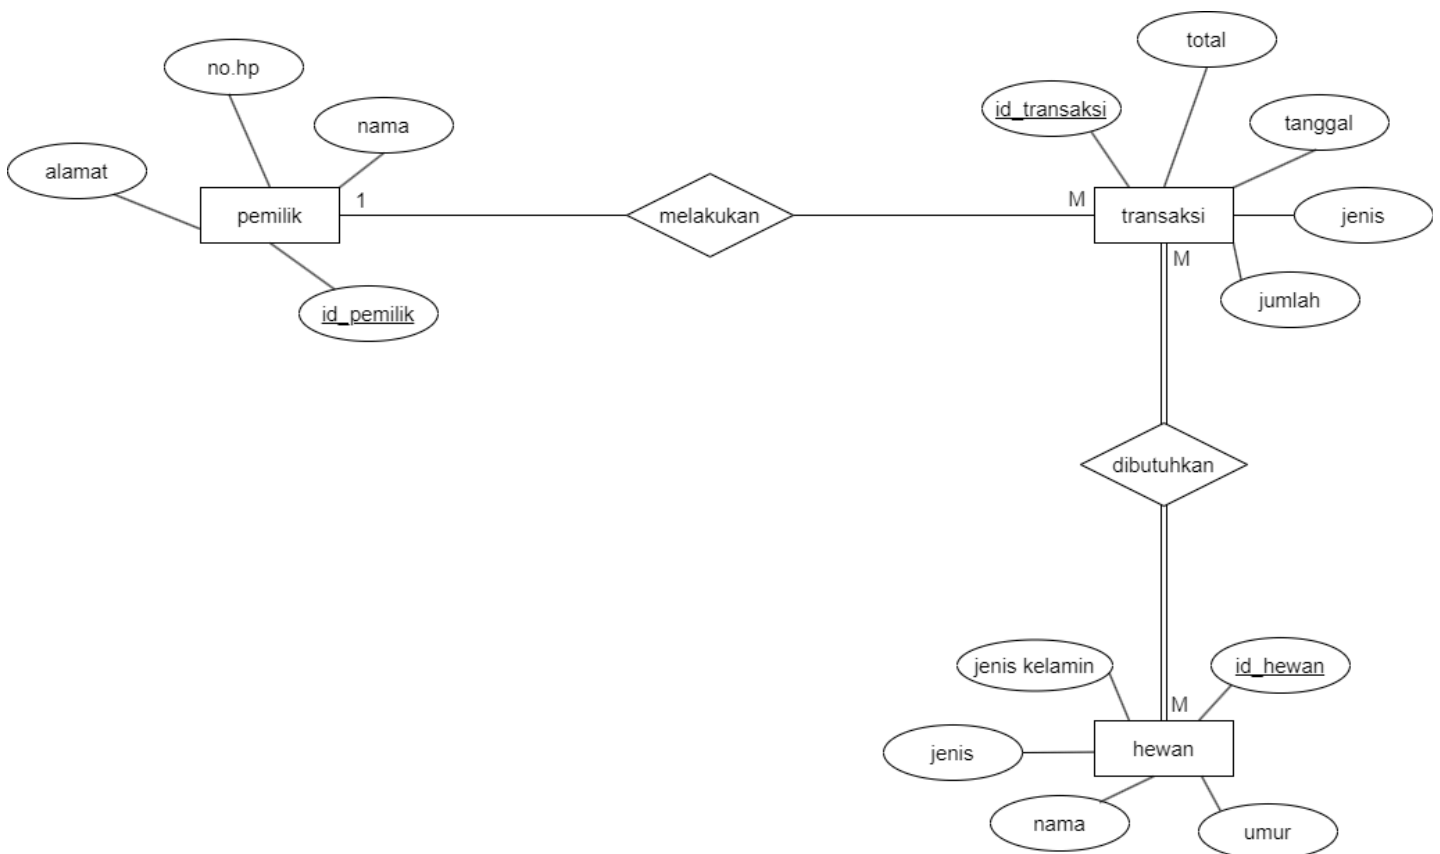 total
no.hp
id_transaksi
nama
tanggal
alamat
1
melakukan
M
pemilik
transaksi
jenis
M
jumlah
id_pemilik
dibutuhkan
jenis kelamin
id_hewan
M
jenis
hewan
nama
umur